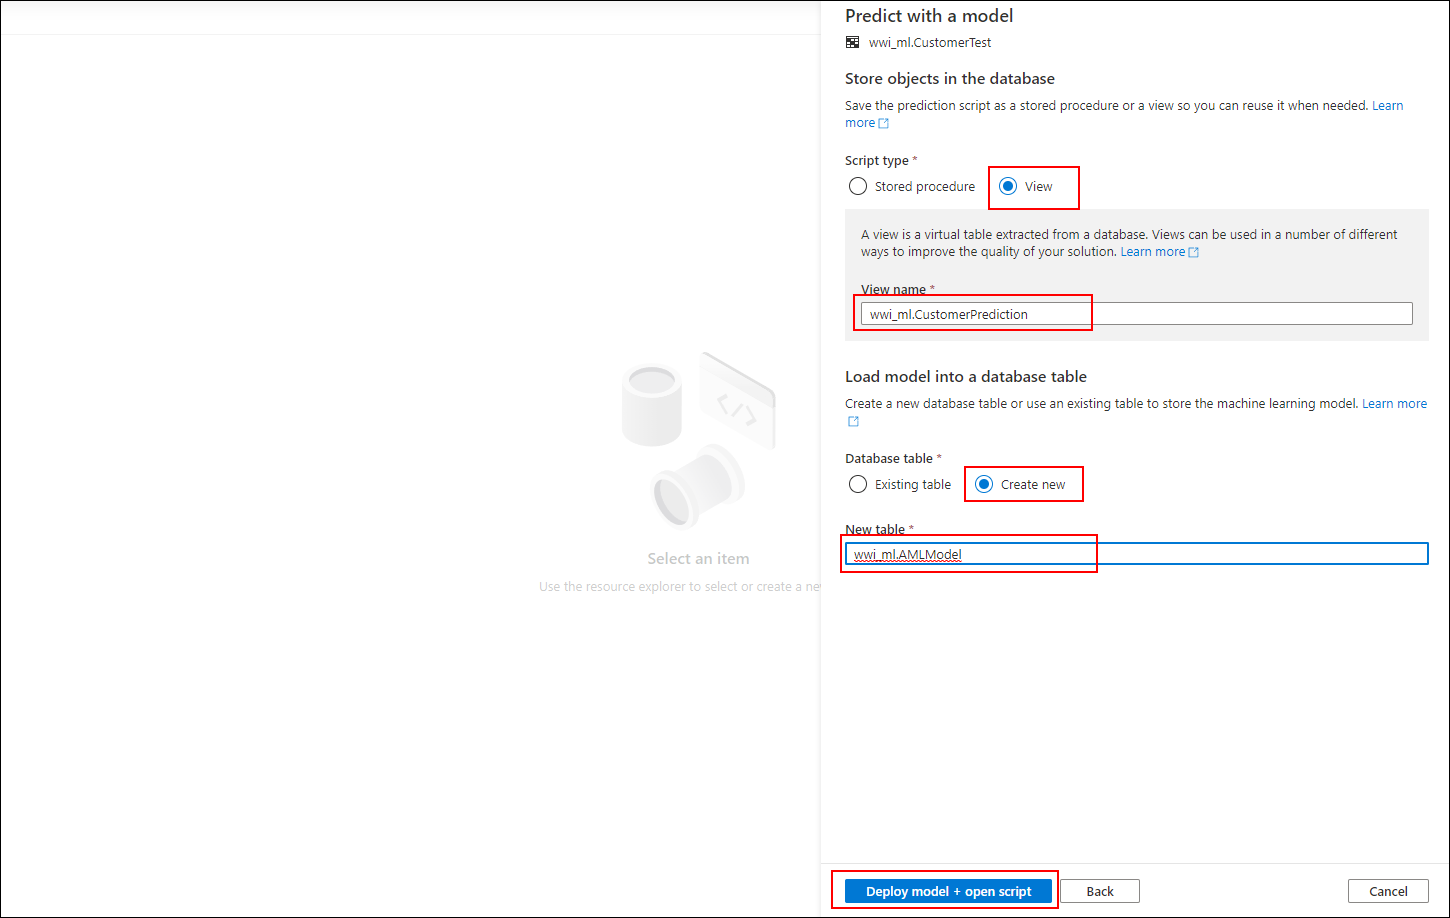 Predict with a model
wwi_ml.CustomerTest
Store objects in the database
Save the prediction script as a stored procedure or a view so you can reuse it when needed. Learn
more
Script type *
Stored procedure
View
A view is a virtual table extracted from a database. Views can be used in a number of different
ways to improve the quality of your solution. Learn more
View name *
wwi_ml.CustomerPrediction
Load model into a database table
Create a new database table or use an existing table to store the machine learning model. Learn more
Database table *
Existing table
Create new
New table *
wwi_ml.AMLModel
Select an item
Use the resource explorer to select or create a new
Deploy model + open script
Back
Cancel